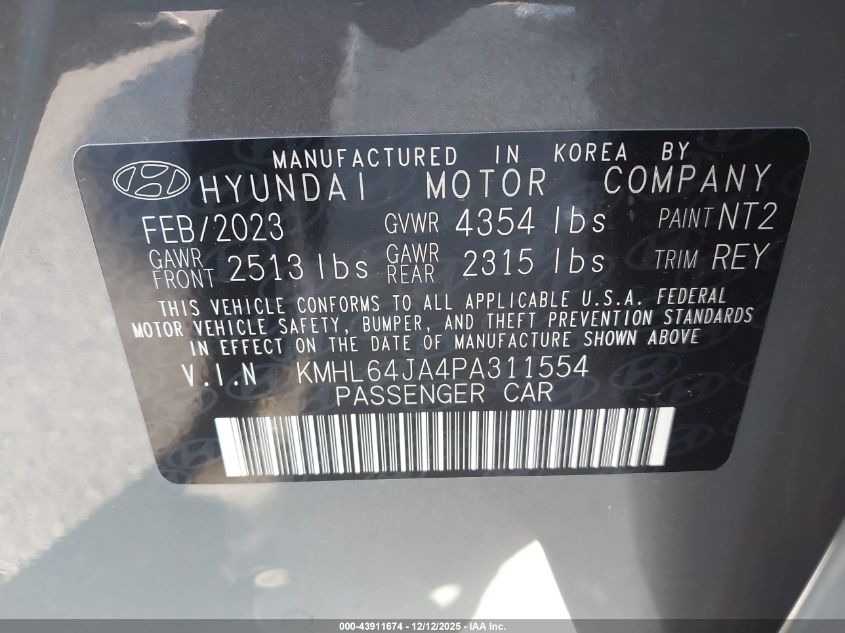 MANUFACTURED IN KOREA BY
HYUNDAI MOTOR COMPANY
FEB/2023 GVWR 4354 lbs PAINT NT2
GAWR FRONT 2513 lbs GAWR REAR 2315 lbs TRIM REY
THIS VEHICLE CONFORMS TO ALL APPLICABLE U.S.A. FEDERAL
MOTOR VEHICLE SAFETY, BUMPER, AND THEFT PREVENTION STANDARDS
IN EFFECT ON THE DATE OF MANUFACTURE SHOWN ABOVE
V.I.N KMHL64JA4PA311554
PASSENGER CAR
000-43911674 - 12/12/2025 - IAA Inc.